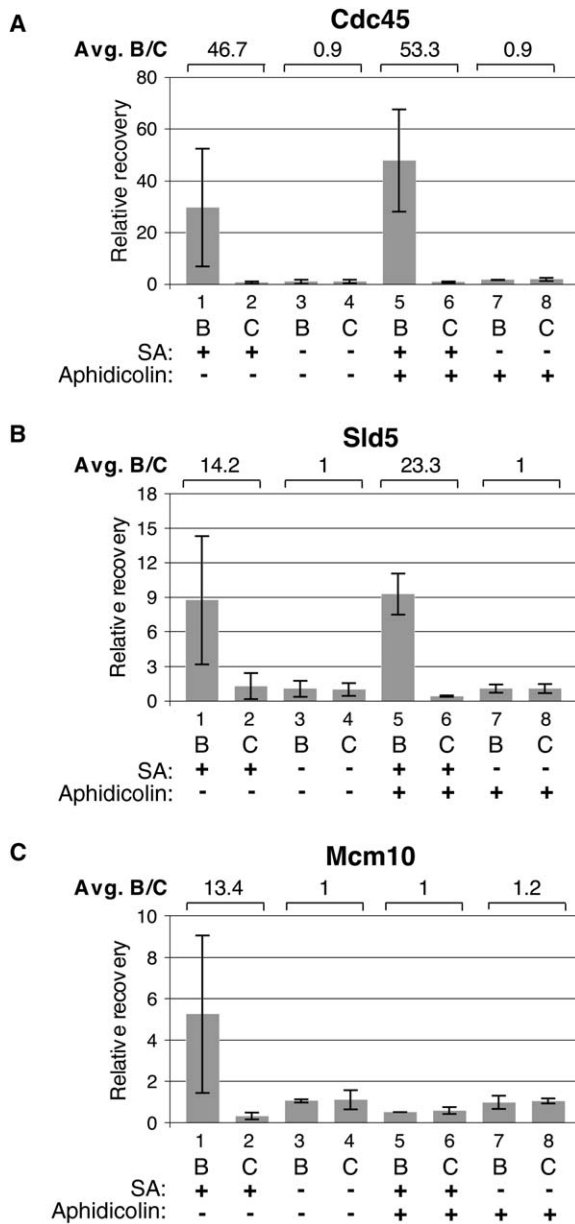 A
Cdc45
Avg. B/C 46.7 0.9 53.3 0.9
80
60
40
20
0
Relative recovery
1 2 3 4 5 6 7 8
B C B C B C B C
SA: + + - - + + - -
Aphidicolin: - - - - + + + +
B
Sld5
Avg. B/C 14.2 1 23.3 1
18
15
12
9
6
3
0
Relative recovery
1 2 3 4 5 6 7 8
B C B C B C B C
SA: + + - - + + - -
Aphidicolin: - - - - + + + +
C
Mcm10
Avg. B/C 13.4 1 1 1.2
10
8
6
4
2
0
Relative recovery
1 2 3 4 5 6 7 8
B C B C B C B C
SA: + + - - + + - -
Aphidicolin: - - - - + + + +